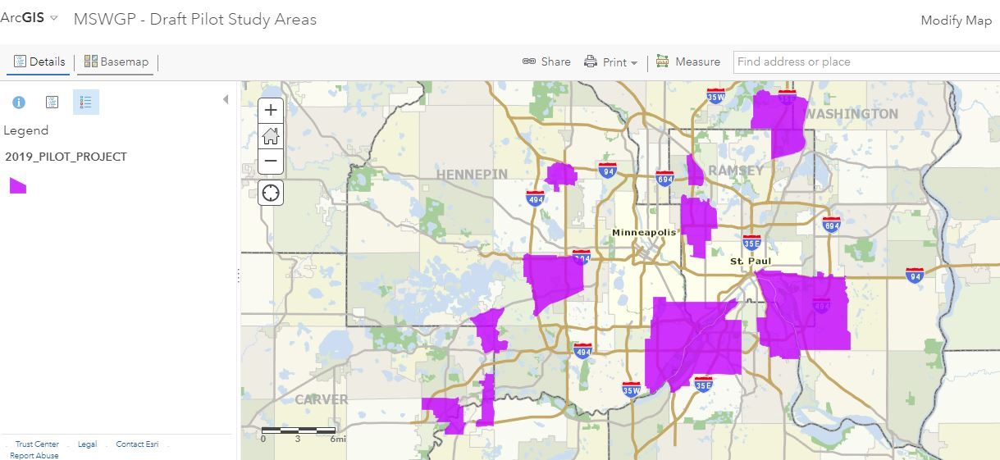 ArcGIS MSWGP - Draft Pilot Study Areas Modify Map
Details Basemap Share Print Measure Find address or place
Legend
2019_PILOT_PROJECT
Trust Center . Legal . Contact Esri .
Report Abuse
35W
WASHINGTON
HENNEPIN
94
694
RAMSEY
494
694
Minneapolis
35E
St. Paul
94
494
494
35W
35E
CARVER
0 3 6mi